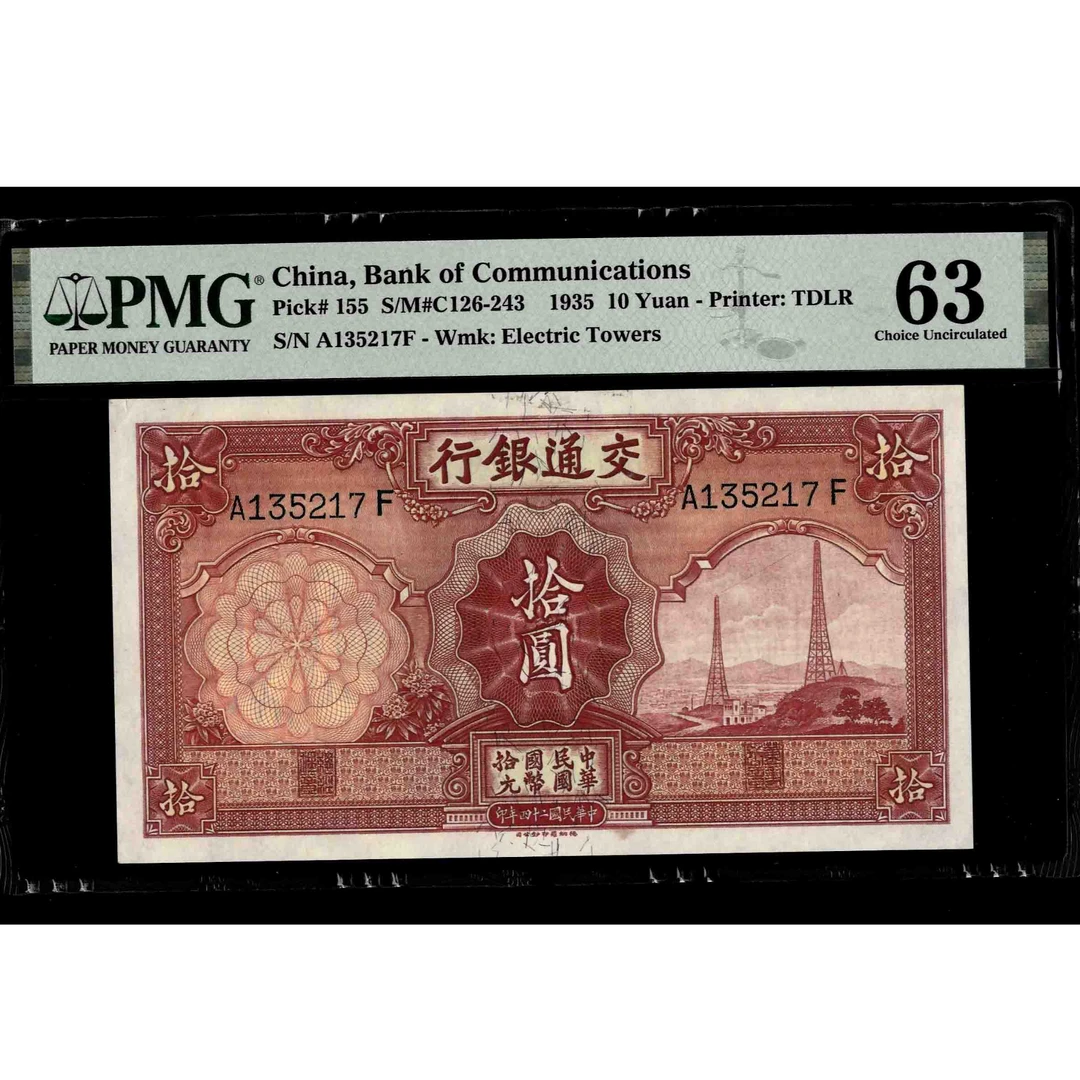 PMG®
PAPER MONEY GUARANTY
China, Bank of Communications
Pick# 155 S/M#C126-243 1935 10 Yuan - Printer: TDLR
S/N A135217F - Wmk: Electric Towers
63
Choice Uncirculated
行銀通交
拾
拾
A135217 F
A135217 F
拾圓
中華民國國幣拾元
拾
拾
印年四十二國民華中